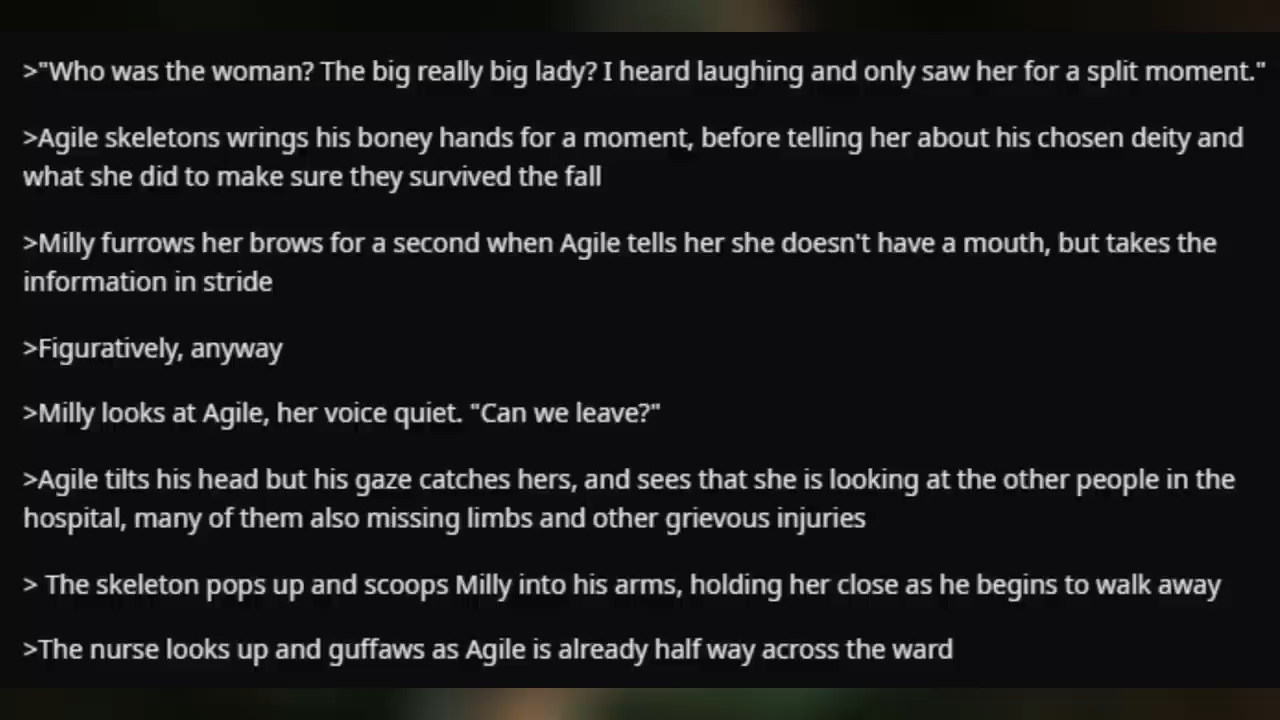 >"Who was the woman? The big really big lady? I heard laughing and only saw her for a split moment."
>Agile skeletons wrings his boney hands for a moment, before telling her about his chosen deity and
what she did to make sure they survived the fall
>Milly furrows her brows for a second when Agile tells her she doesn't have a mouth, but takes the
information in stride
>Figuratively, anyway
>Milly looks at Agile, her voice quiet. "Can we leave?"
>Agile tilts his head but his gaze catches hers, and sees that she is looking at the other people in the
hospital, many of them also missing limbs and other grievous injuries
> The skeleton pops up and scoops Milly into his arms, holding her close as he begins to walk away
>The nurse looks up and guffaws as Agile is already half way across the ward